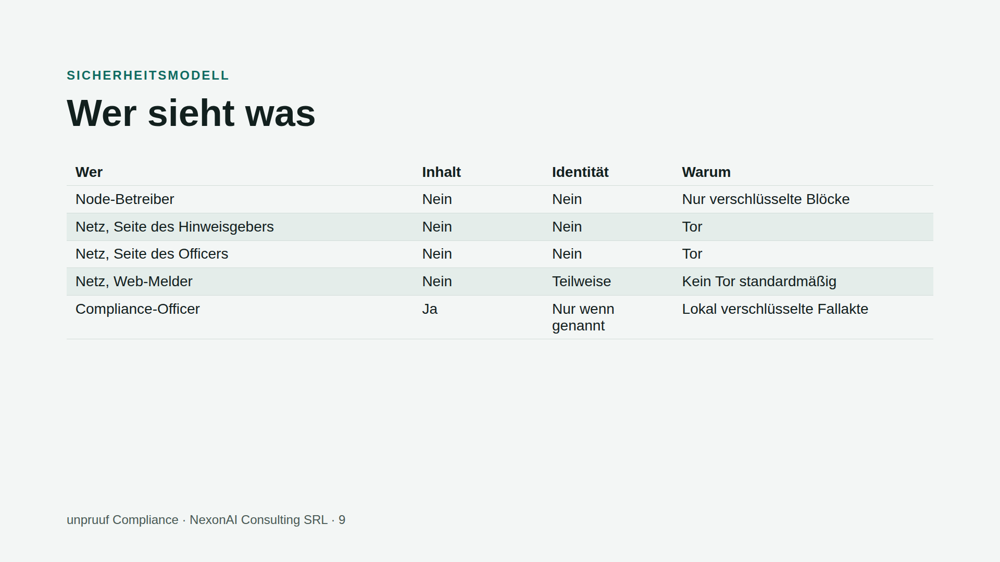 SICHERHEITSMODELL
Wer sieht was
Wer Inhalt Identität Warum
Node-Betreiber Nein Nein Nur verschlüsselte Blöcke
Netz, Seite des Hinweisgebers Nein Nein Tor
Netz, Seite des Officers Nein Nein Tor
Netz, Web-Melder Nein Teilweise Kein Tor standardmäßig
Compliance-Officer Ja Nur wenn Lokal verschlüsselte Fallakte
genannt
unpruuf Compliance · NexonAI Consulting SRL · 9